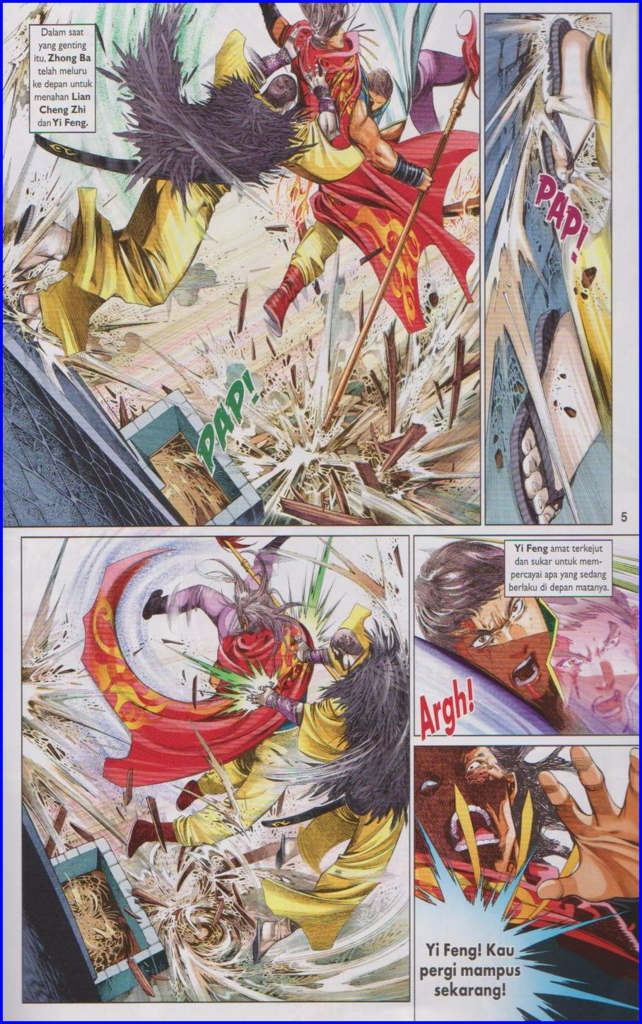 Dalam saat
yang genting
itu, Zhong Ba
telah meluru
ke depan untuk
menahan Lian
Cheng Zhi
dan Yi Feng.
PAP!
PAP!
PAP!
5
Yi Feng amat terkejut
dan sukar untuk mem-
percayai apa yang sedang
berlaku di depan matanya.
Argh!
Yi Feng! Kau
pergi mampus
sekarang!